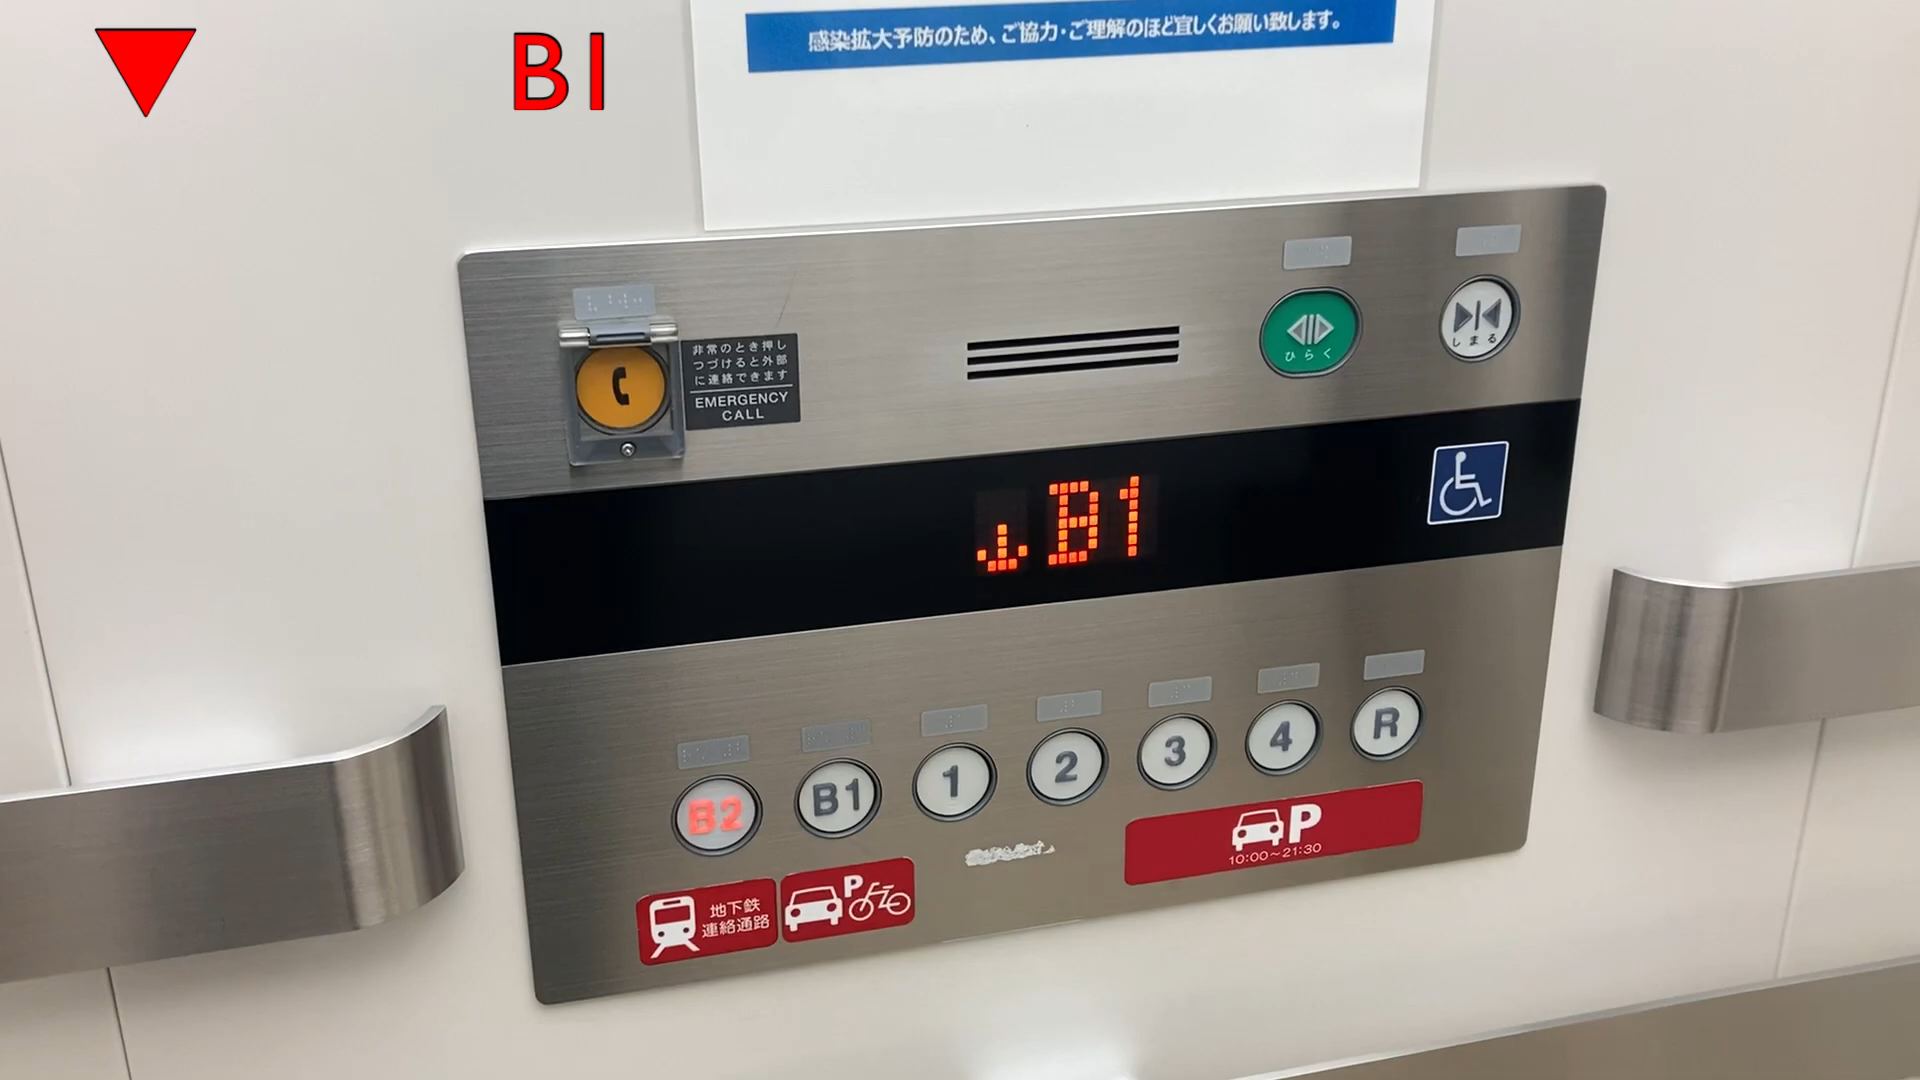 B1
感染拡大予防のため、ご協力・ご理解のほど宜しくお願い致します。
非常のとき押し
つづけると外部
に連絡できます
EMERGENCY
CALL
ひらく
しまる
B1
B2 B1 1 2 3 4 R
地下鉄
連絡通路
P
P
10:00~21:30